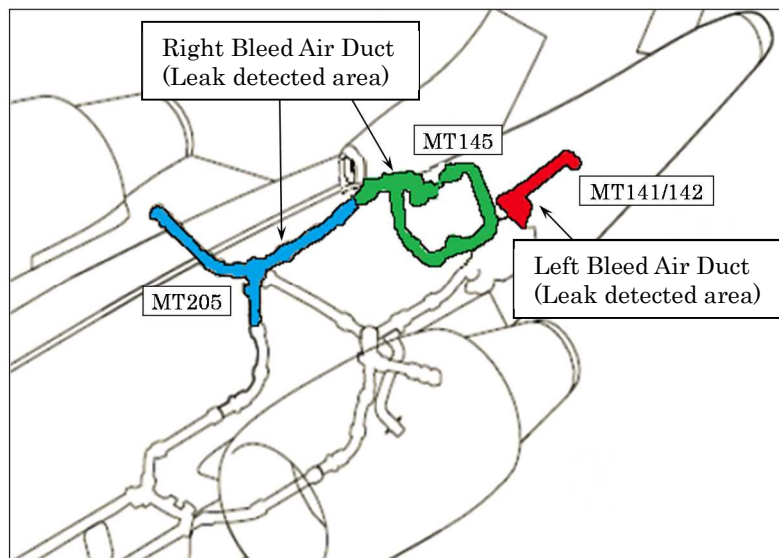 Right Bleed Air Duct
(Leak detected area)
MT145
MT141/142
Left Bleed Air Duct
(Leak detected area)
MT205